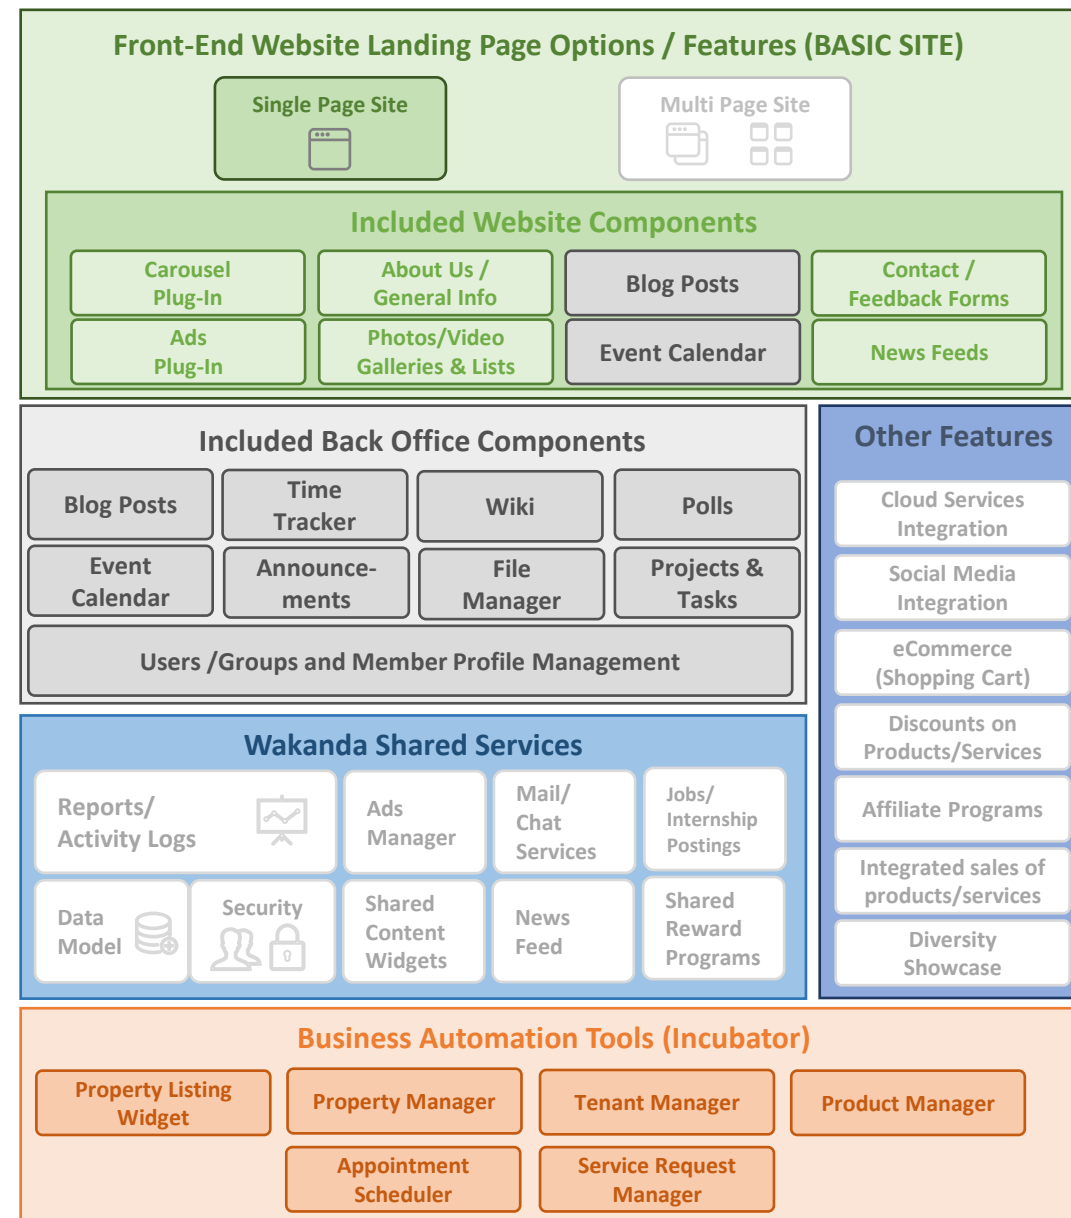 Front-End Website Landing Page Options / Features (BASIC SITE)
Single Page Site
Multi Page Site
Included Website Components
Carousel
Plug-In
About Us /
General Info
Blog Posts
Contact /
Feedback Forms
Ads
Plug-In
Photos/Video
Galleries & Lists
Event Calendar
News Feeds
Included Back Office Components
Blog Posts
Time
Tracker
Wiki
Polls
Event
Calendar
Announce-
ments
File
Manager
Projects &
Tasks
Users /Groups and Member Profile Management
Other Features
Cloud Services
Integration
Social Media
Integration
eCommerce
(Shopping Cart)
Discounts on
Products/Services
Affiliate Programs
Integrated sales of
products/services
Diversity
Showcase
Wakanda Shared Services
Reports/
Activity Logs
Ads
Manager
Mail/
Chat
Services
Jobs/
Internship
Postings
Data
Model
Security
Shared
Content
Widgets
News
Feed
Shared
Reward
Programs
Business Automation Tools (Incubator)
Property Listing
Widget
Property Manager
Tenant Manager
Product Manager
Appointment
Scheduler
Service Request
Manager